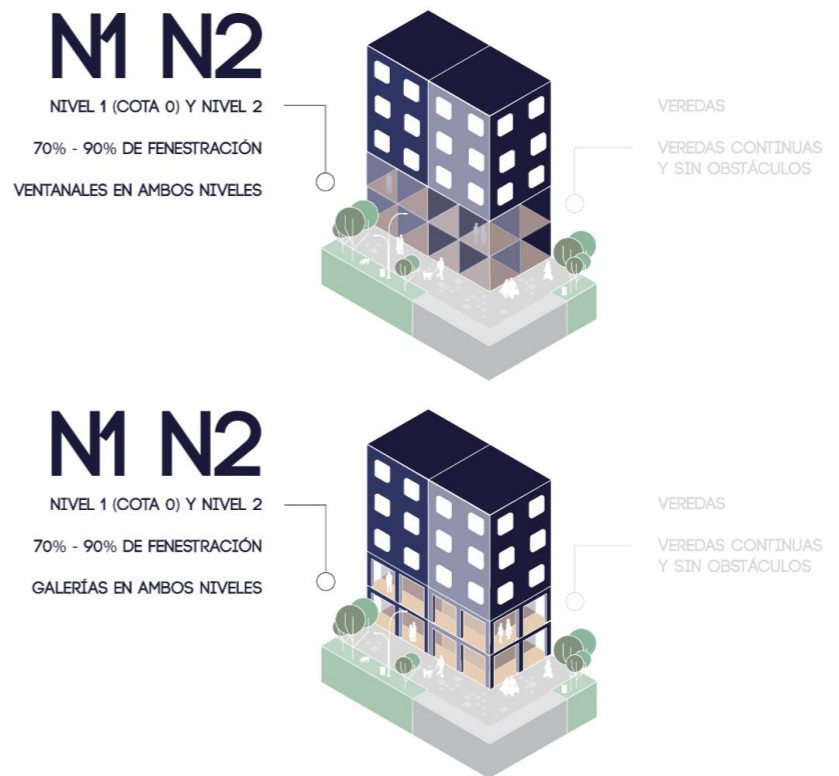 N1 N2
NIVEL 1 (COTA 0) Y NIVEL 2
70% - 90% DE FENESTRACIÓN
VENTANALES EN AMBOS NIVELES
VEREDAS
VEREDAS CONTINUAS
Y SIN OBSTÁCULOS
N1 N2
NIVEL 1 (COTA 0) Y NIVEL 2
70% - 90% DE FENESTRACIÓN
GALERÍAS EN AMBOS NIVELES
VEREDAS
VEREDAS CONTINUAS
Y SIN OBSTÁCULOS